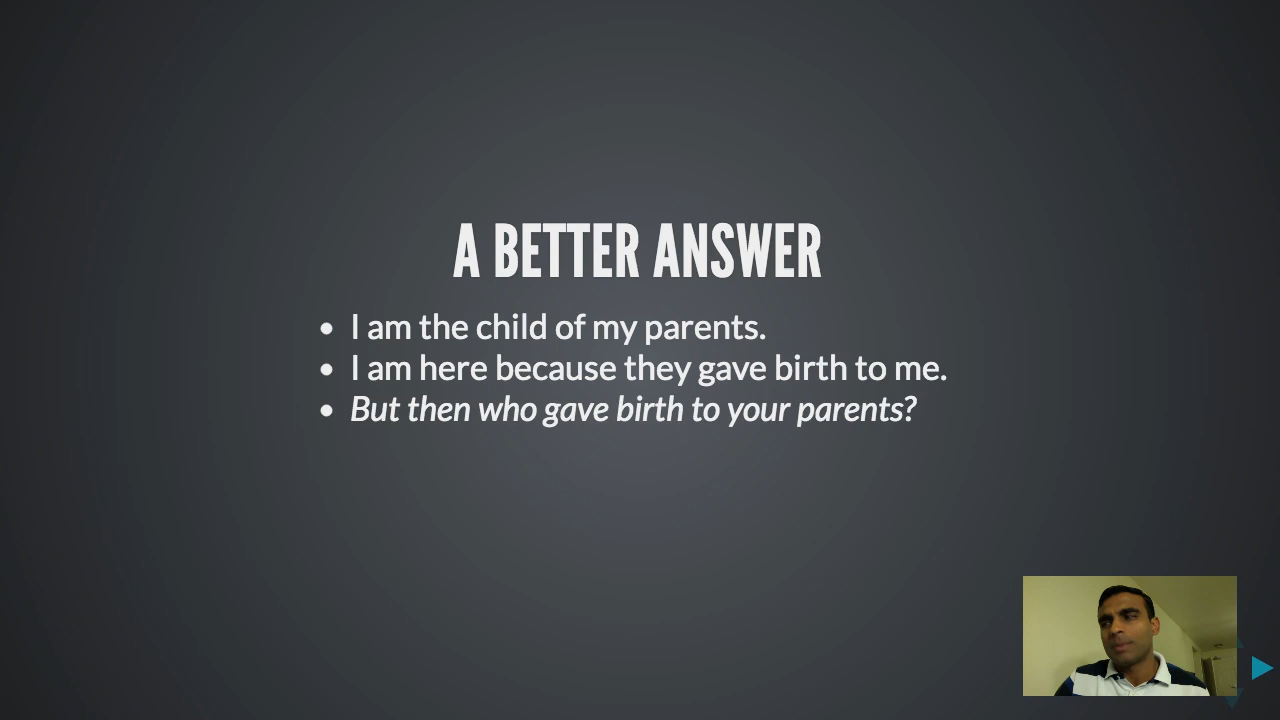 A BETTER ANSWER
I am the child of my parents.
I am here because they gave birth to me.
But then who gave birth to your parents?